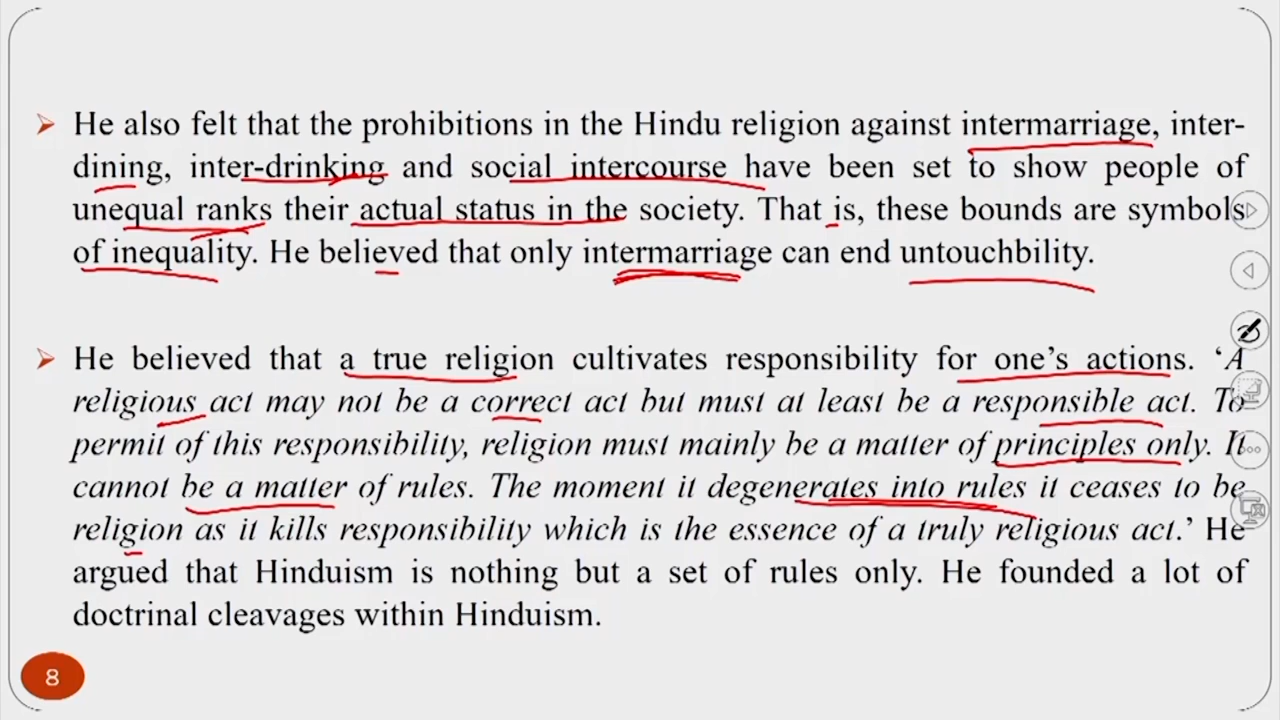 He also felt that the prohibitions in the Hindu religion against intermarriage, inter-
dining, inter-drinking and social intercourse have been set to show people of
unequal ranks their actual status in the society. That is, these bounds are symbols
of inequality. He believed that only intermarriage can end untouchbility.
He believed that a true religion cultivates responsibility for one's actions. ‘A
religious act may not be a correct act but must at least be a responsible act. To
permit of this responsibility, religion must mainly be a matter of principles only. It
cannot be a matter of rules. The moment it degenerates into rules it ceases to be
religion as it kills responsibility which is the essence of a truly religious act.’ He
argued that Hinduism is nothing but a set of rules only. He founded a lot of
doctrinal cleavages within Hinduism.
8